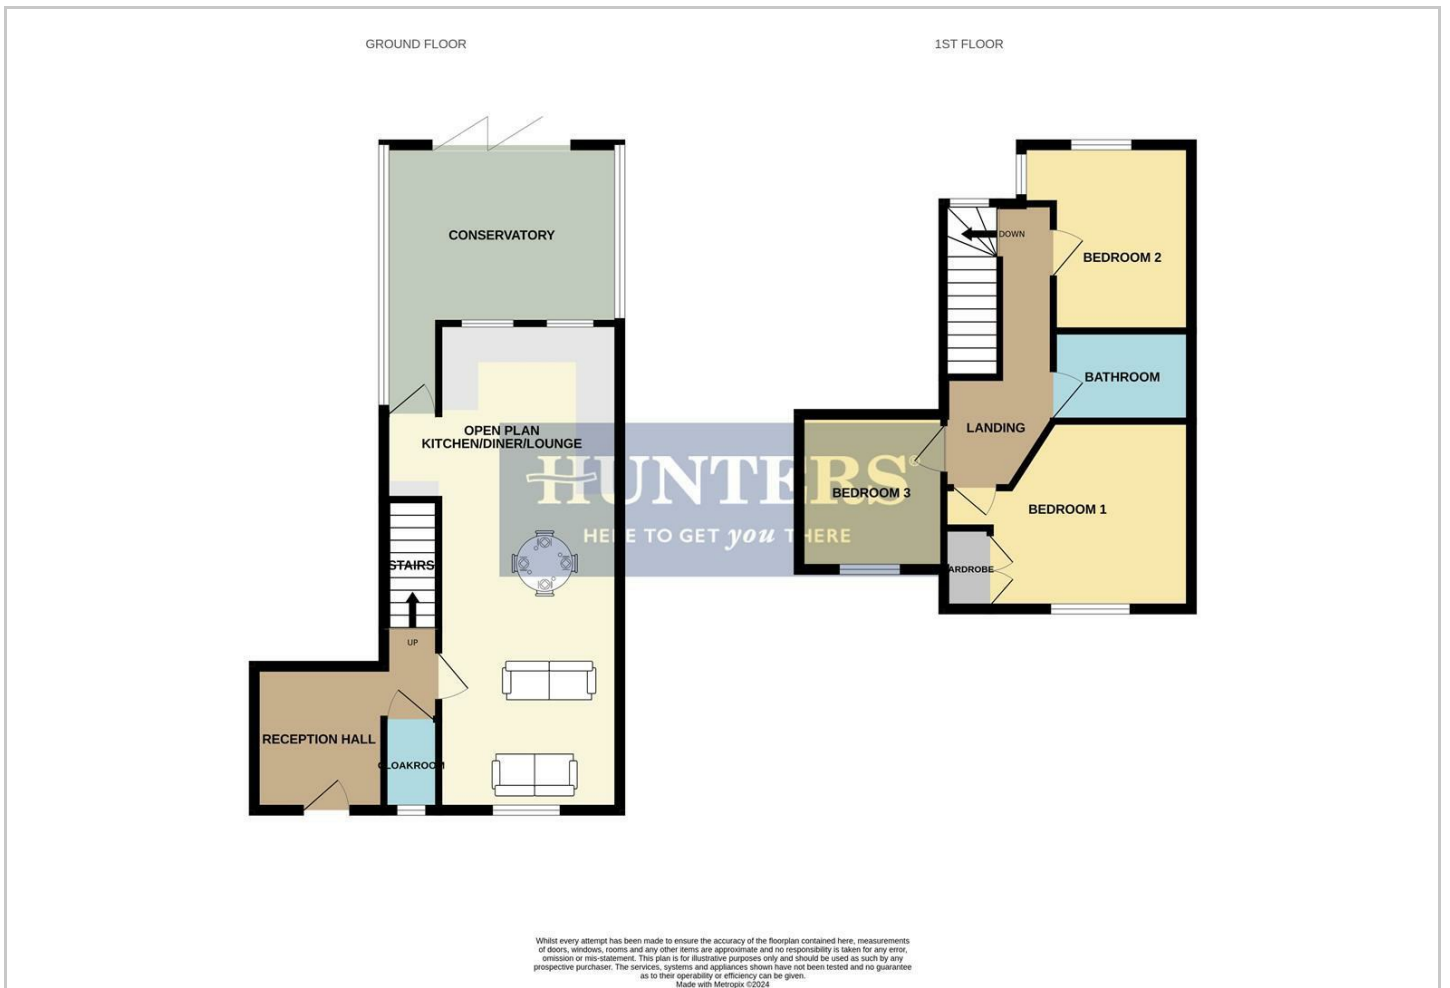 GROUND FLOOR
1ST FLOOR
CONSERVATORY
OPEN PLAN
KITCHEN/DINER/LOUNGE
STAIRS
UP
RECEPTION HALL
CLOAKROOM
DOWN
BEDROOM 2
BATHROOM
LANDING
BEDROOM 3
BEDROOM 1
ARDROBE
HUNTERS®
HERE TO GET you THERE
Whilst every attempt has been made to ensure the accuracy of the floorplan contained here, measurements
of doors, windows, rooms and any other items are approximate and no responsibility is taken for any error,
omission or mis-statement. This plan is for illustrative purposes only and should be used as such by any
prospective purchaser. The services, systems and appliances shown have not been tested and no guarantee
as to their operability or efficiency can be given.
Made with Metropix ©2024